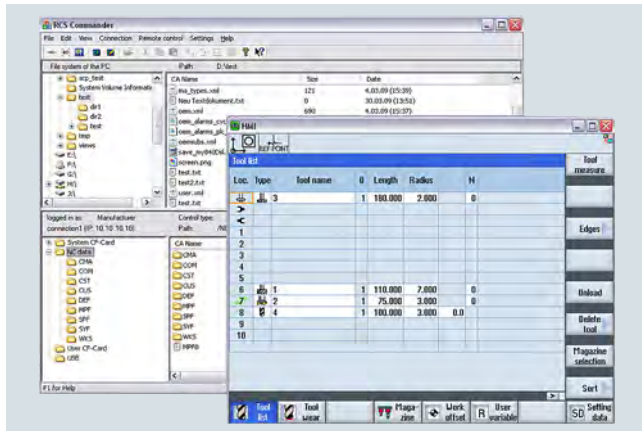 RCS Commander
File Edit View Connection Remote control Settings Help
File system of the PC
Path D:\test
CA Name Size Date
arp_test
System Volume Informati
test
dir1
dir2
test
tmp
views
E:\
F:\
G:\
H:\
ma_types.xml 121 4.03.09 (15:39)
Neu Textdokument.txt 0 30.03.09 (13:51)
oem.xml 690 4.03.09 (15:37)
oem_alarms_plc_
oemsubs.xml
screen.png
test.txt
test2.txt
user.xml
test.txt
logged in as: Manufacturer
connection1 (IP: 10.10.10.10)
Control type:
Path: /NC
System CF-Card
NC data
CMA
COM
CST
CUS
DEF
MPF
SPF
SYF
WKS
User CF-Card
USB
CA Name
CMA
COM
CST
CUS
DEF
MPF
SPF
SYF
WKS
F1 for Help
HMI
REF POINT
Tool list
Loc. Type Tool name D Length Radius H
3 1 180.000 2.000 0
1
2
3
4
5
6 1 1 110.000 7.000 0
7 2 1 75.000 3.000 0
8 4 1 100.000 3.000 0.0
9
10
Tool measure
Edges
Unload
Delete tool
Magazine selection
Sort
Tool list
Tool wear
Maga-zine
Work offset
R User variable
SD Setting data